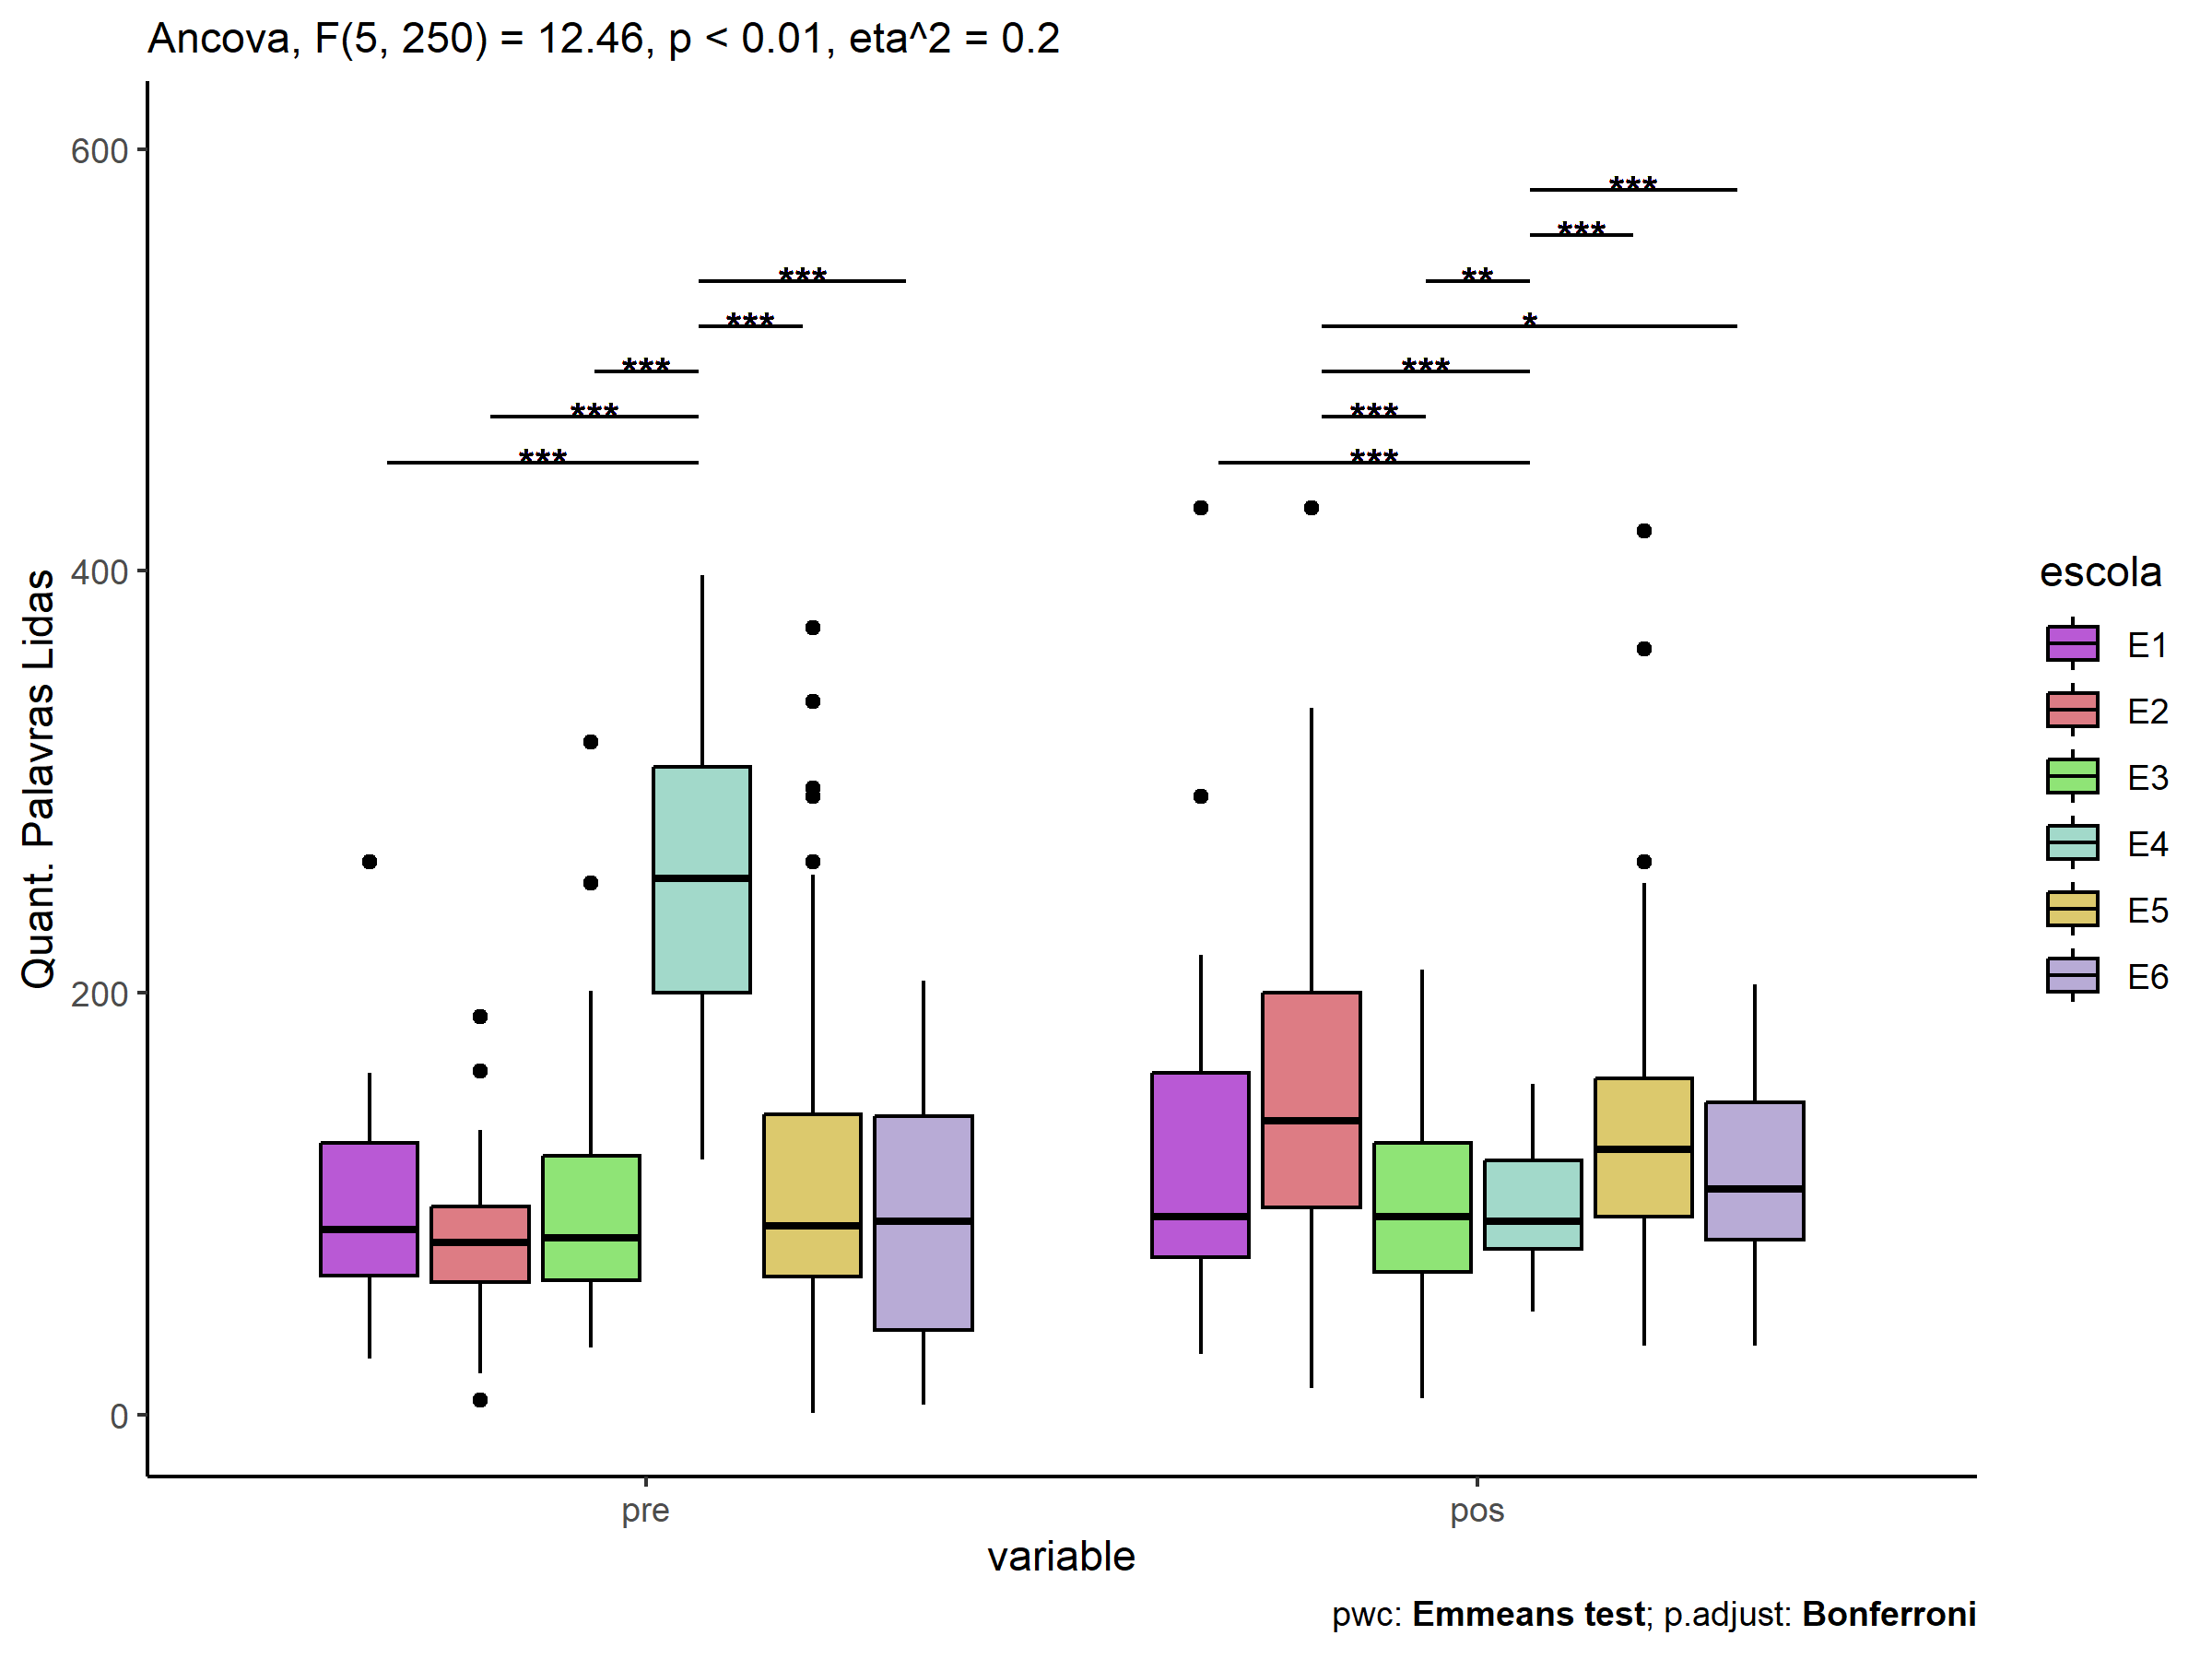 Ancova, F(5, 250) = 12.46, p < 0.01, eta^2 = 0.2
Quant. Palavras Lidas
600
400
200
0
***
***
***
***
***
***
***
**
*
***
***
***
pre
pos
variable
escola
E1
E2
E3
E4
E5
E6
pwc: Emmeans test; p.adjust: Bonferroni